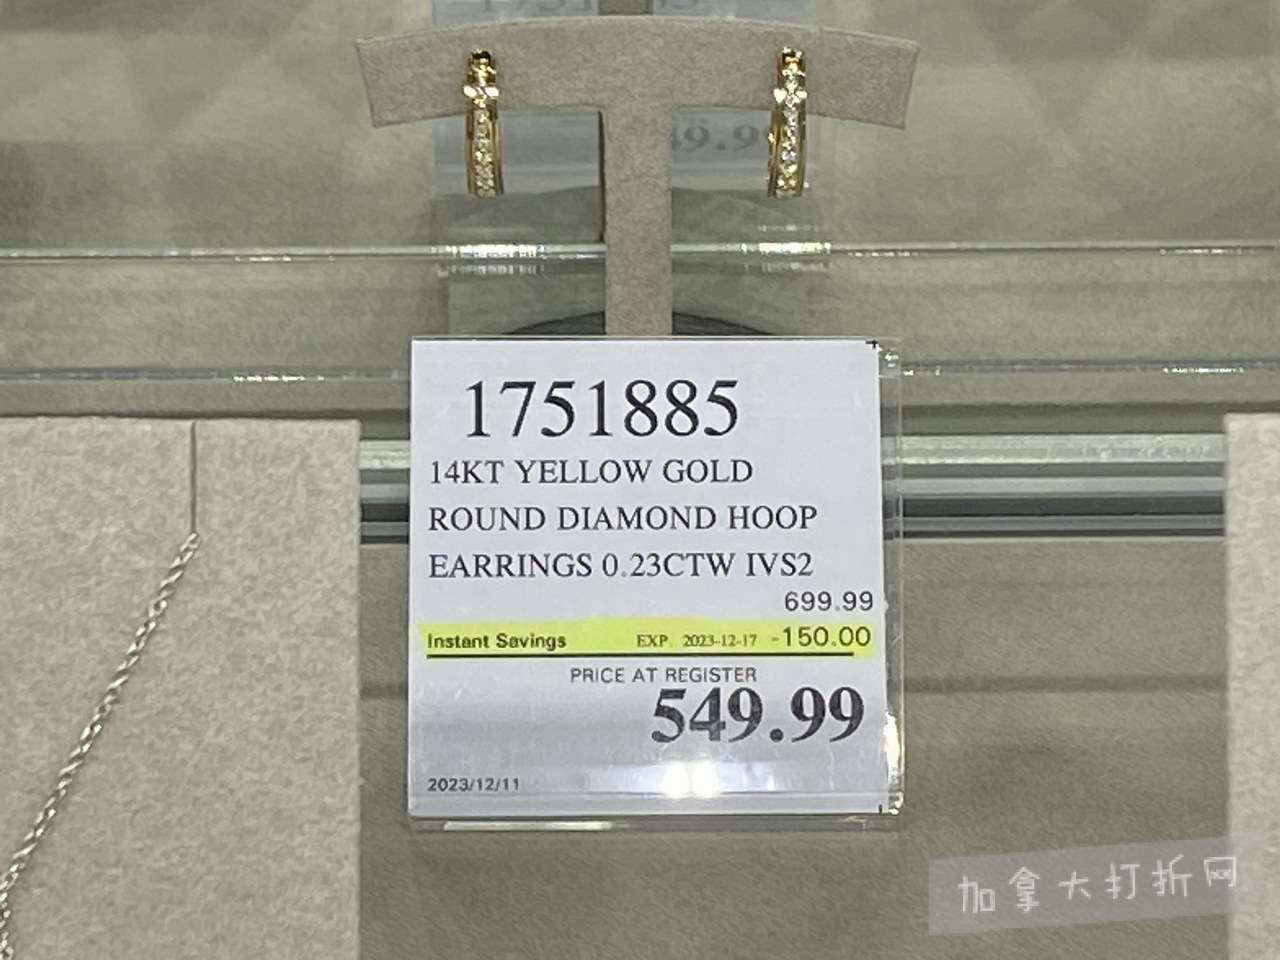 1751885
14KT YELLOW GOLD
ROUND DIAMOND HOOP
EARRINGS 0.23CTW IVS2
699.99
Instant Savings EXP. 2023-12-17 -150.00
PRICE AT REGISTER
549.99
2023/12/11
加拿大打折网